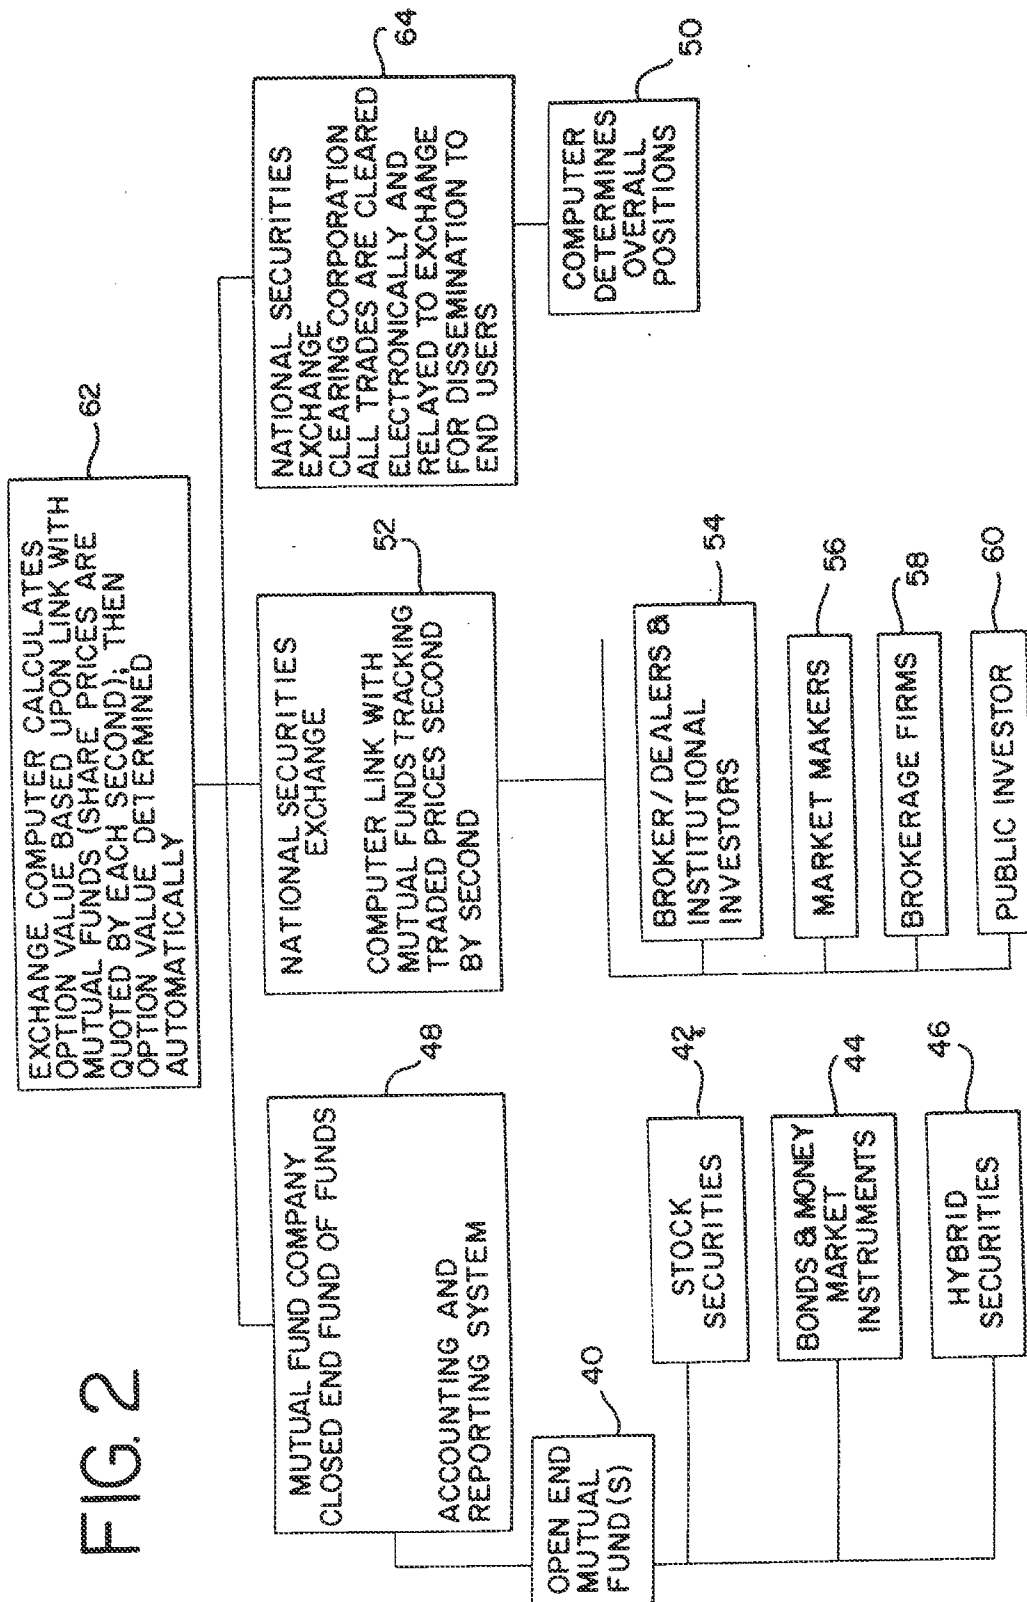 FIG. 2
EXCHANGE COMPUTER CALCULATES
OPTION VALUE BASED UPON LINK WITH
MUTUAL FUNDS (SHARE PRICES ARE
QUOTED BY EACH SECOND); THEN
OPTION VALUE DETERMINED
AUTOMATICALLY
62
MUTUAL FUND COMPANY
CLOSED END FUND OF FUNDS
ACCOUNTING AND
REPORTING SYSTEM
48
OPEN END
MUTUAL
FUND(S)
40
STOCK
SECURITIES
42
BONDS & MONEY
MARKET
INSTRUMENTS
44
HYBRID
SECURITIES
46
NATIONAL SECURITIES
EXCHANGE
COMPUTER LINK WITH
MUTUAL FUNDS TRACKING
TRADED PRICES SECOND
BY SECOND
52
BROKER/DEALERS &
INSTITUTIONAL
INVESTORS
54
MARKET MAKERS
56
BROKERAGE FIRMS
58
PUBLIC INVESTOR
60
NATIONAL SECURITIES
EXCHANGE
CLEARING CORPORATION
ALL TRADES ARE CLEARED
ELECTRONICALLY AND
RELAYED TO EXCHANGE
FOR DISSEMINATION TO
END USERS
64
COMPUTER
DETERMINES
OVERALL
POSITIONS
50